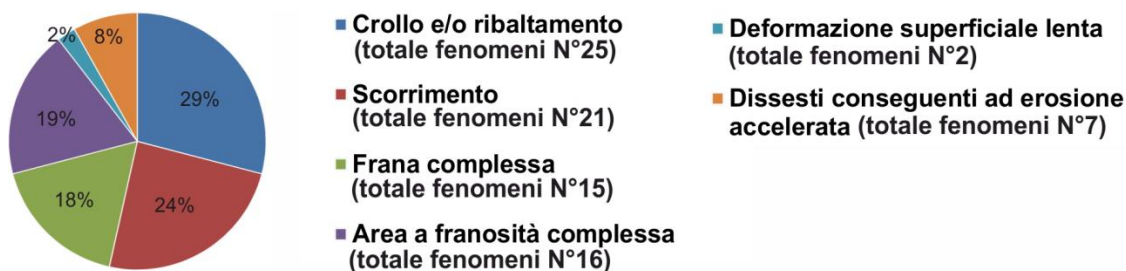 2%
8%
29%
19%
18%
24%
Crollo e/o ribaltamento
(totale fenomeni N°25)
Scorrimento
(totale fenomeni N°21)
Frana complessa
(totale fenomeni N°15)
Area a franosità complessa
(totale fenomeni N°16)
Deformazione superficiale lenta
(totale fenomeni N°2)
Dissesti conseguenti ad erosione
accelerata (totale fenomeni N°7)